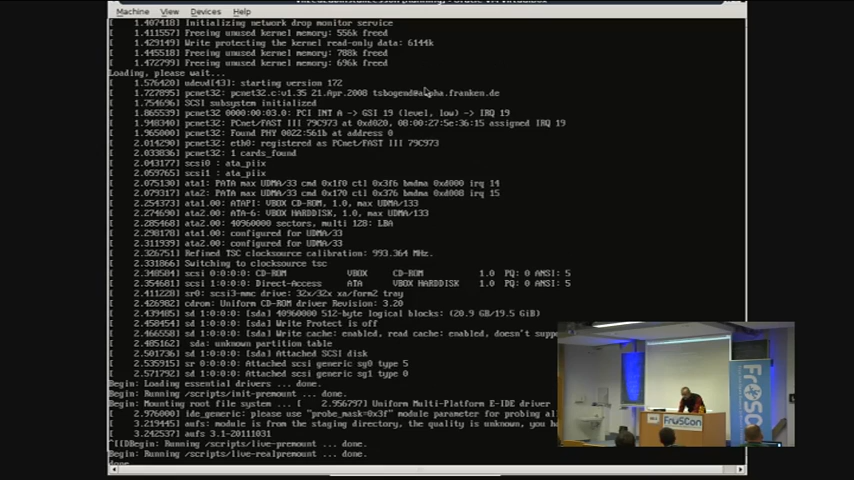 Machine View Devices Help
[ 1.407418] Initializing network drop monitor service
[ 1.411557] Freeing unused kernel memory: 556k freed
[ 1.429149] Write protecting the kernel read-only data: 6144k
[ 1.445518] Freeing unused kernel memory: 788k freed
[ 1.472799] Freeing unused kernel memory: 696k freed
Loading, please wait...
[ 1.576420] udevd[43]: starting version 172
[ 1.727895] pcnet32: pcnet32.c:v1.35 21.Apr.2008 tsbogend@alpha.franken.de
[ 1.754696] SCSI subsystem initialized
[ 1.865539] pcnet32 0000:00:03.0: PCI INT A -> GSI 19 (level, low) -> IRQ 19
[ 1.948340] pcnet32: PCnet/FAST III 79C973 at 0xd020, 08:00:27:5e:36:15 assigned IRQ 19
[ 1.965000] pcnet32: Found PHY 0022:561b at address 0
[ 2.014290] pcnet32: eth0: registered as PCnet/FAST III 79C973
[ 2.033836] pcnet32: 1 cards_found
[ 2.043177] scsi0 : ata_piix
[ 2.059265] scsi1 : ata_piix
[ 2.075130] ata1: PATA max UDMA/33 cmd 0x1f0 ctl 0x3f6 bmdma 0xd000 irq 14
[ 2.079317] ata2: PATA max UDMA/33 cmd 0x170 ctl 0x376 bmdma 0xd008 irq 15
[ 2.254373] ata1.00: ATAPI: VBOX CD-ROM, 1.0, max UDMA/133
[ 2.274690] ata2.00: ATA-6: VBOX HARDDISK, 1.0, max UDMA/133
[ 2.285468] ata2.00: 40960000 sectors, multi 128: LBA
[ 2.297418] ata1.00: configured for UDMA/33
[ 2.311939] ata2.00: configured for UDMA/33
[ 2.326751] Refined TSC clocksource calibration: 993.364 MHz.
[ 2.331866] Switching to clocksource tsc
[ 2.348584] scsi 0:0:0:0: CD-ROM VBOX CD-ROM 1.0 PQ: 0 ANSI: 5
[ 2.354681] scsi 1:0:0:0: Direct-Access ATA VBOX HARDDISK 1.0 PQ: 0 ANSI: 5
[ 2.411228] sr0: scsi3-mmc drive: 32x/32x xa/form2 tray
[ 2.426982] cdrom: Uniform CD-ROM driver Revision: 3.20
[ 2.439485] sd 1:0:0:0: [sda] 40960000 512-byte logical blocks: (20.9 GB/19.5 GiB)
[ 2.458454] sd 1:0:0:0: [sda] Write Protect is off
[ 2.466558] sd 1:0:0:0: [sda] Write cache: enabled, read cache: enabled, doesn't supp
[ 2.485162] sda: unknown partition table
[ 2.501736] sd 1:0:0:0: [sda] Attached SCSI disk
[ 2.535915] sr 0:0:0:0: Attached scsi generic sg0 type 5
[ 2.571792] sd 1:0:0:0: Attached scsi generic sg1 type 0
Begin: Loading essential drivers ... done.
Begin: Running /scripts/init-premount ... done.
Begin: Mounting root file system ... [ 2.956797] Uniform Multi-Platform E-IDE driver
[ 2.976000] ide_generic: please use "probe_mask=0x3f" module parameter for probing al
[ 3.219445] aufs: module is from the staging directory, the quality is unknown, you h
[ 3.242537] aufs 3.1-20111031
^[[DBegin: Running /scripts/live-premount ... done.
Begin: Running /scripts/live-realpremount ... done.
done.
FrOSCon
FrOSCon